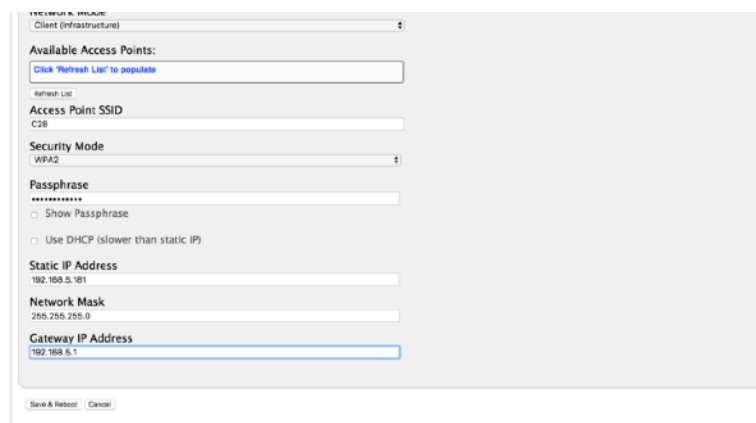 Network Mode
Client (Infrastructure)
Available Access Points:
Click 'Refresh List' to populate
Refresh List
Access Point SSID
C28
Security Mode
WPA2
Passphrase
••••••••••••
Show Passphrase
Use DHCP (slower than static IP)
Static IP Address
192.168.5.181
Network Mask
255.255.255.0
Gateway IP Address
192.168.5.1
Save & Reboot Cancel